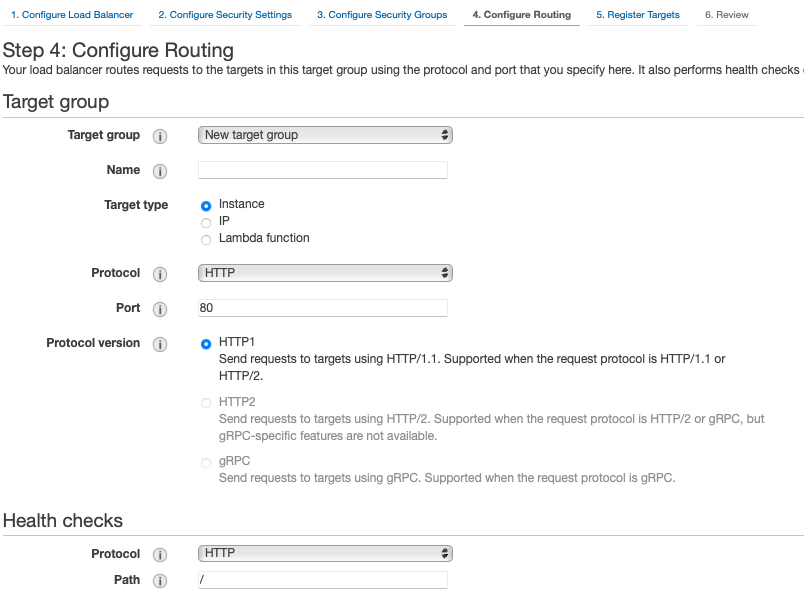 1. Configure Load Balancer 2. Configure Security Settings 3. Configure Security Groups 4. Configure Routing 5. Register Targets 6. Review
Step 4: Configure Routing
Your load balancer routes requests to the targets in this target group using the protocol and port that you specify here. It also performs health checks
Target group
Target group i New target group
Name i
Target type Instance
IP
Lambda function
Protocol i HTTP
Port i 80
Protocol version i HTTP1
Send requests to targets using HTTP/1.1. Supported when the request protocol is HTTP/1.1 or
HTTP/2.
HTTP2
Send requests to targets using HTTP/2. Supported when the request protocol is HTTP/2 or gRPC, but
gRPC-specific features are not available.
gRPC
Send requests to targets using gRPC. Supported when the request protocol is gRPC.
Health checks
Protocol i HTTP
Path i /